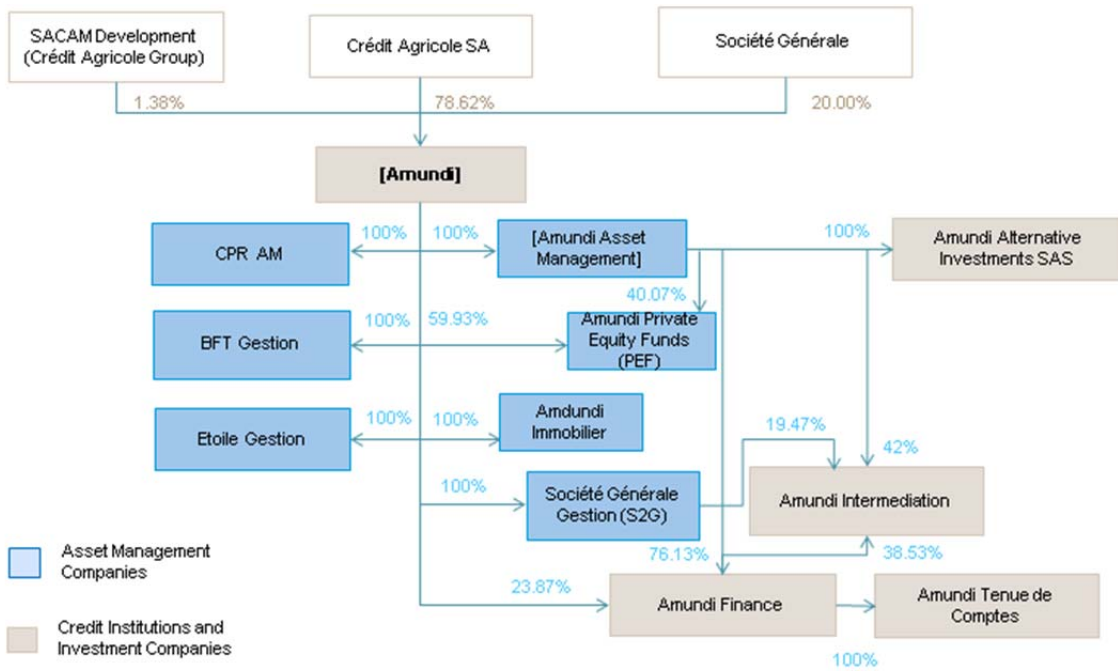 SACAM Development
(Crédit Agricole Group)
Crédit Agricole SA
Société Générale
1.38%
78.62%
20.00%
[Amundi]
CPR AM
100%
100%
[Amundi Asset
Management]
100%
Amundi Alternative
Investments SAS
40.07%
BFT Gestion
100%
59.93%
Amundi Private
Equity Funds
(PEF)
Etoile Gestion
100%
100%
Amdundi
Immobilier
19.47%
42%
100%
Société Générale
Gestion (S2G)
Amundi Intermediation
76.13%
38.53%
Asset Management
Companies
23.87%
Amundi Finance
Amundi Tenue de
Comptes
Credit Institutions and
Investment Companies
100%